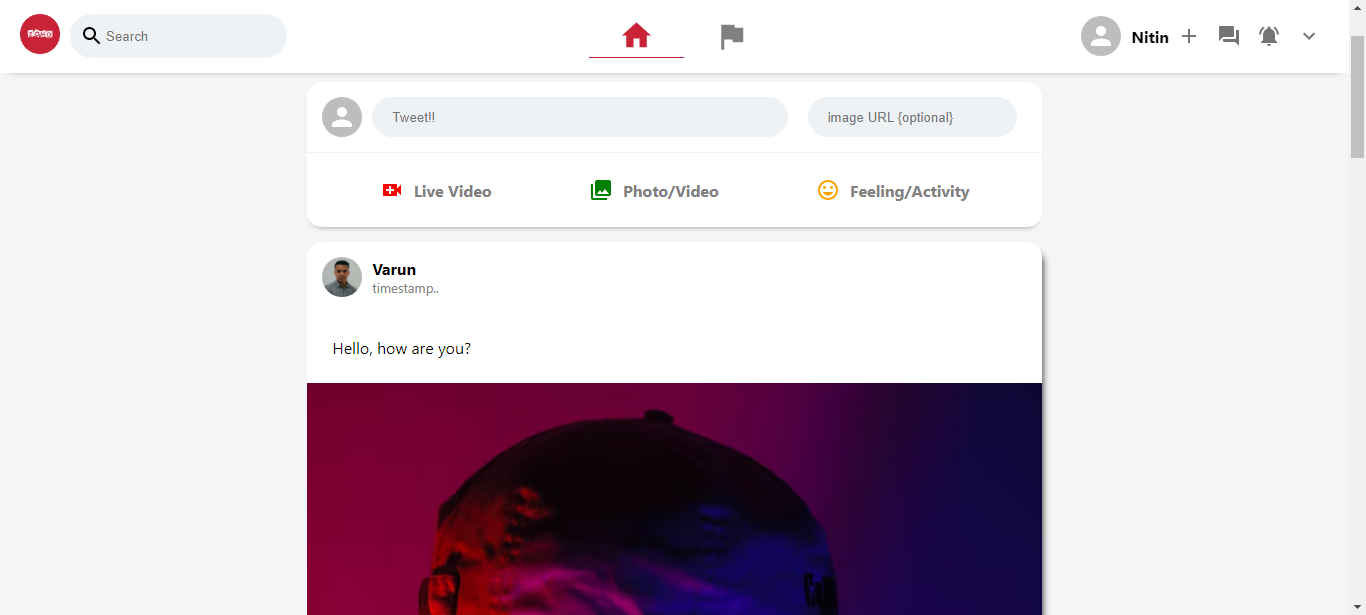 Search
Nitin
Tweet!!
image URL {optional}
Live Video
Photo/Video
Feeling/Activity
Varun
timestamp..
Hello, how are you?